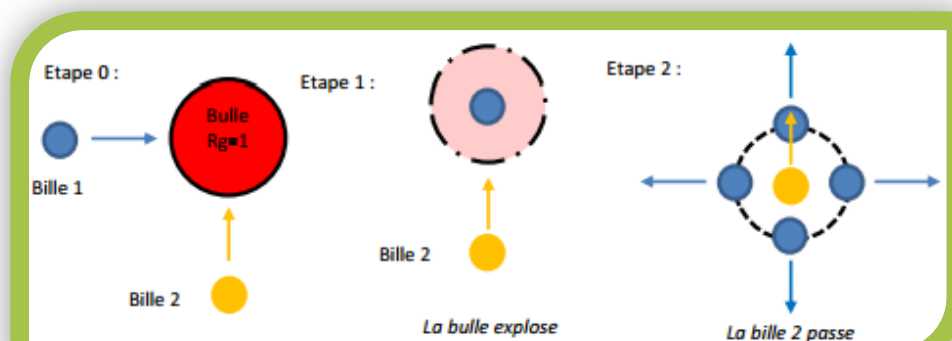 Etape 0 :
Bille 1
Bulle
Rg=1
Bille 2
Etape 1 :
Bille 2
La bulle explose
Etape 2 :
La bille 2 passe